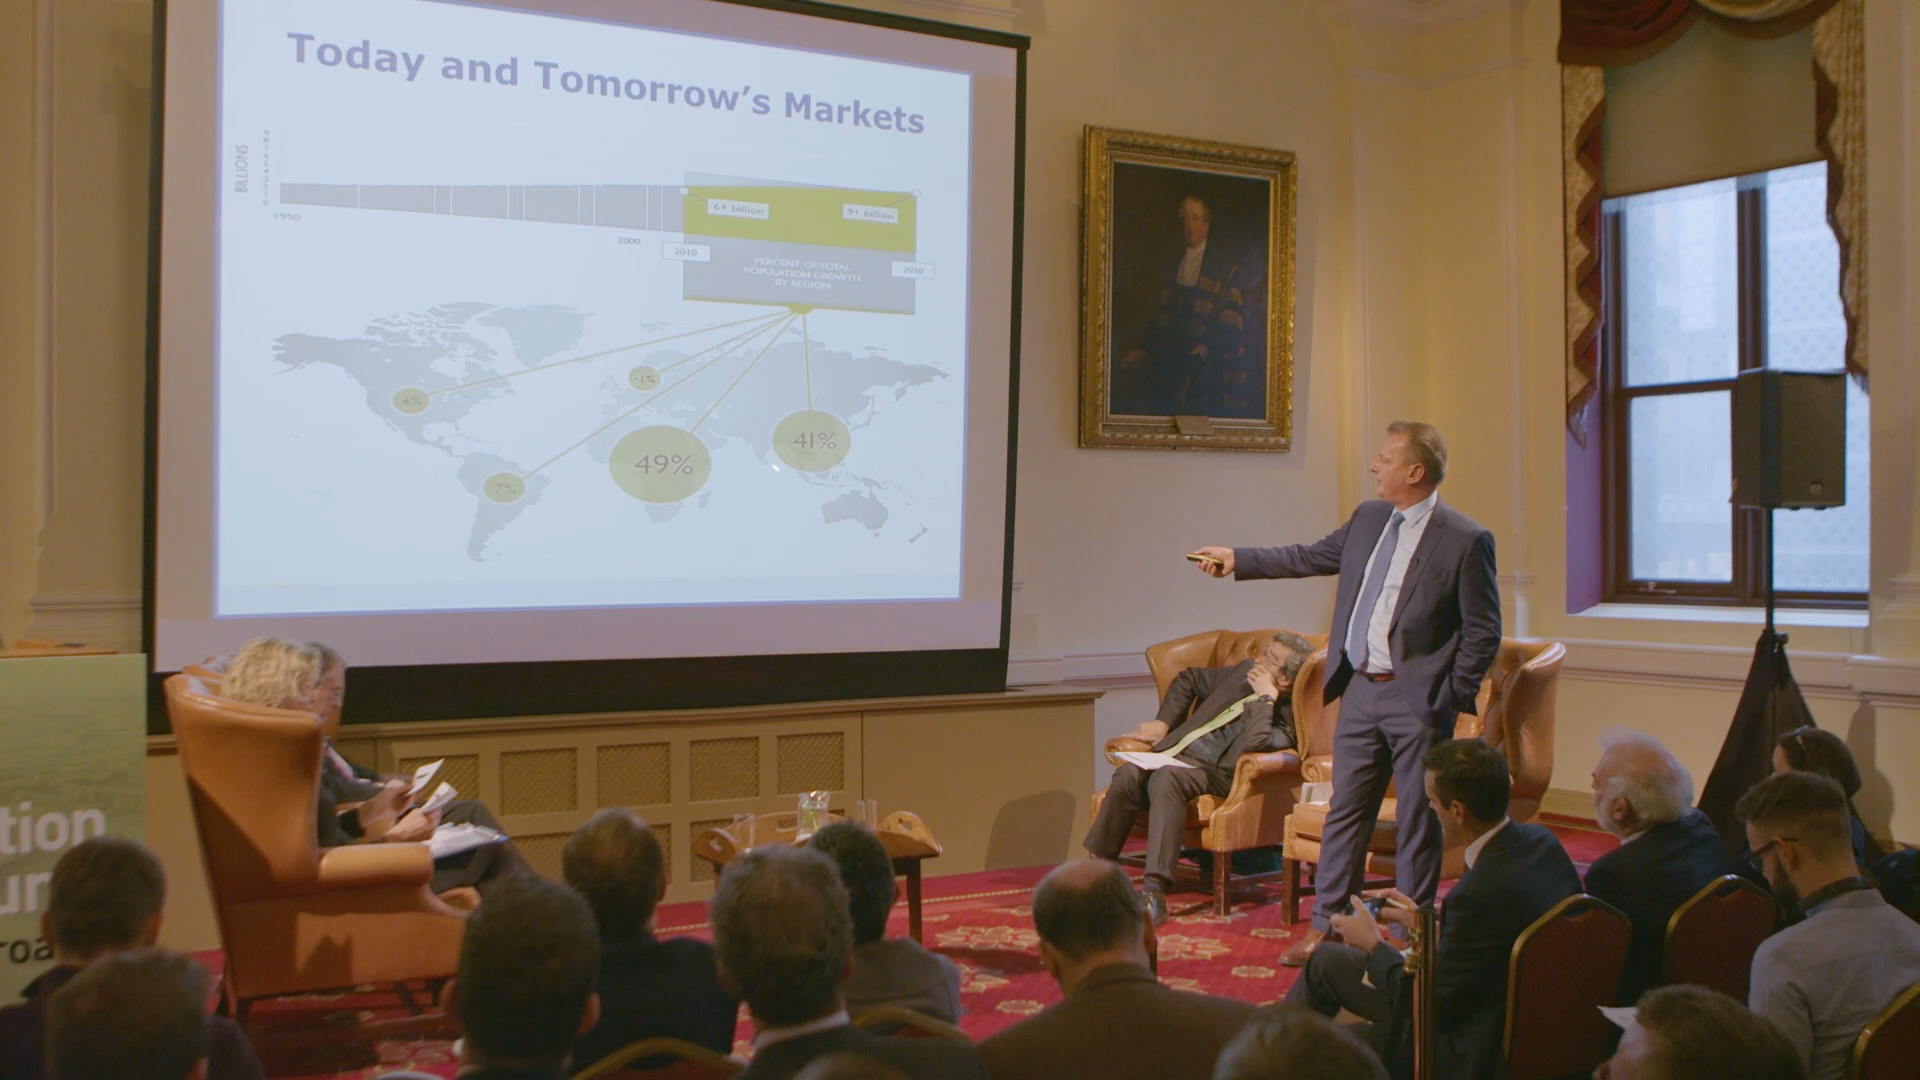 Today and Tomorrow's Markets
BILLIONS
1950
2000
2010
6+ billion
9+ billion
2050
PERCENT OF TOTAL
POPULATION GROWTH
BY REGION
4%
-1%
7%
49%
41%
tion
ur
roa